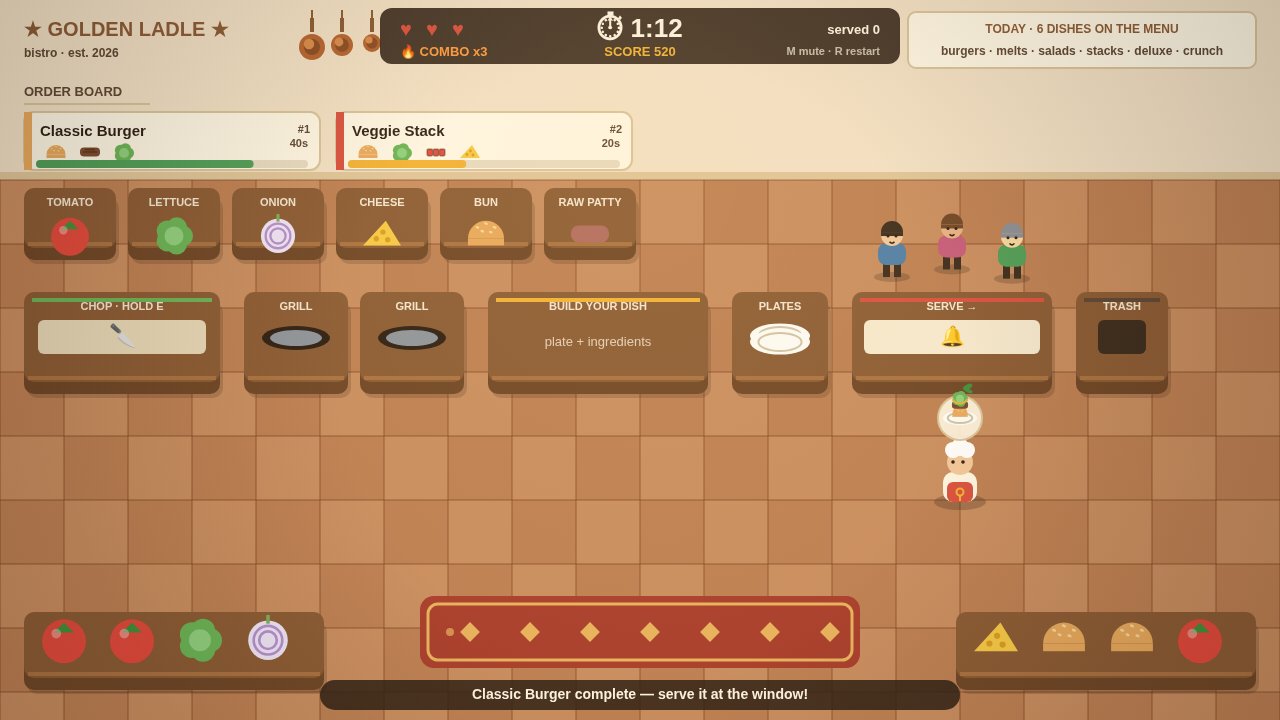 ★ GOLDEN LADLE ★
bistro · est. 2026
COMBO x3
1:12
SCORE 520
served 0
M mute · R restart
TODAY · 6 DISHES ON THE MENU
burgers · melts · salads · stacks · deluxe · crunch
ORDER BOARD
Classic Burger
#1
40s
Veggie Stack
#2
20s
TOMATO
LETTUCE
ONION
CHEESE
BUN
RAW PATTY
CHOP · HOLD E
GRILL
GRILL
BUILD YOUR DISH
plate + ingredients
PLATES
SERVE →
TRASH
Classic Burger complete — serve it at the window!